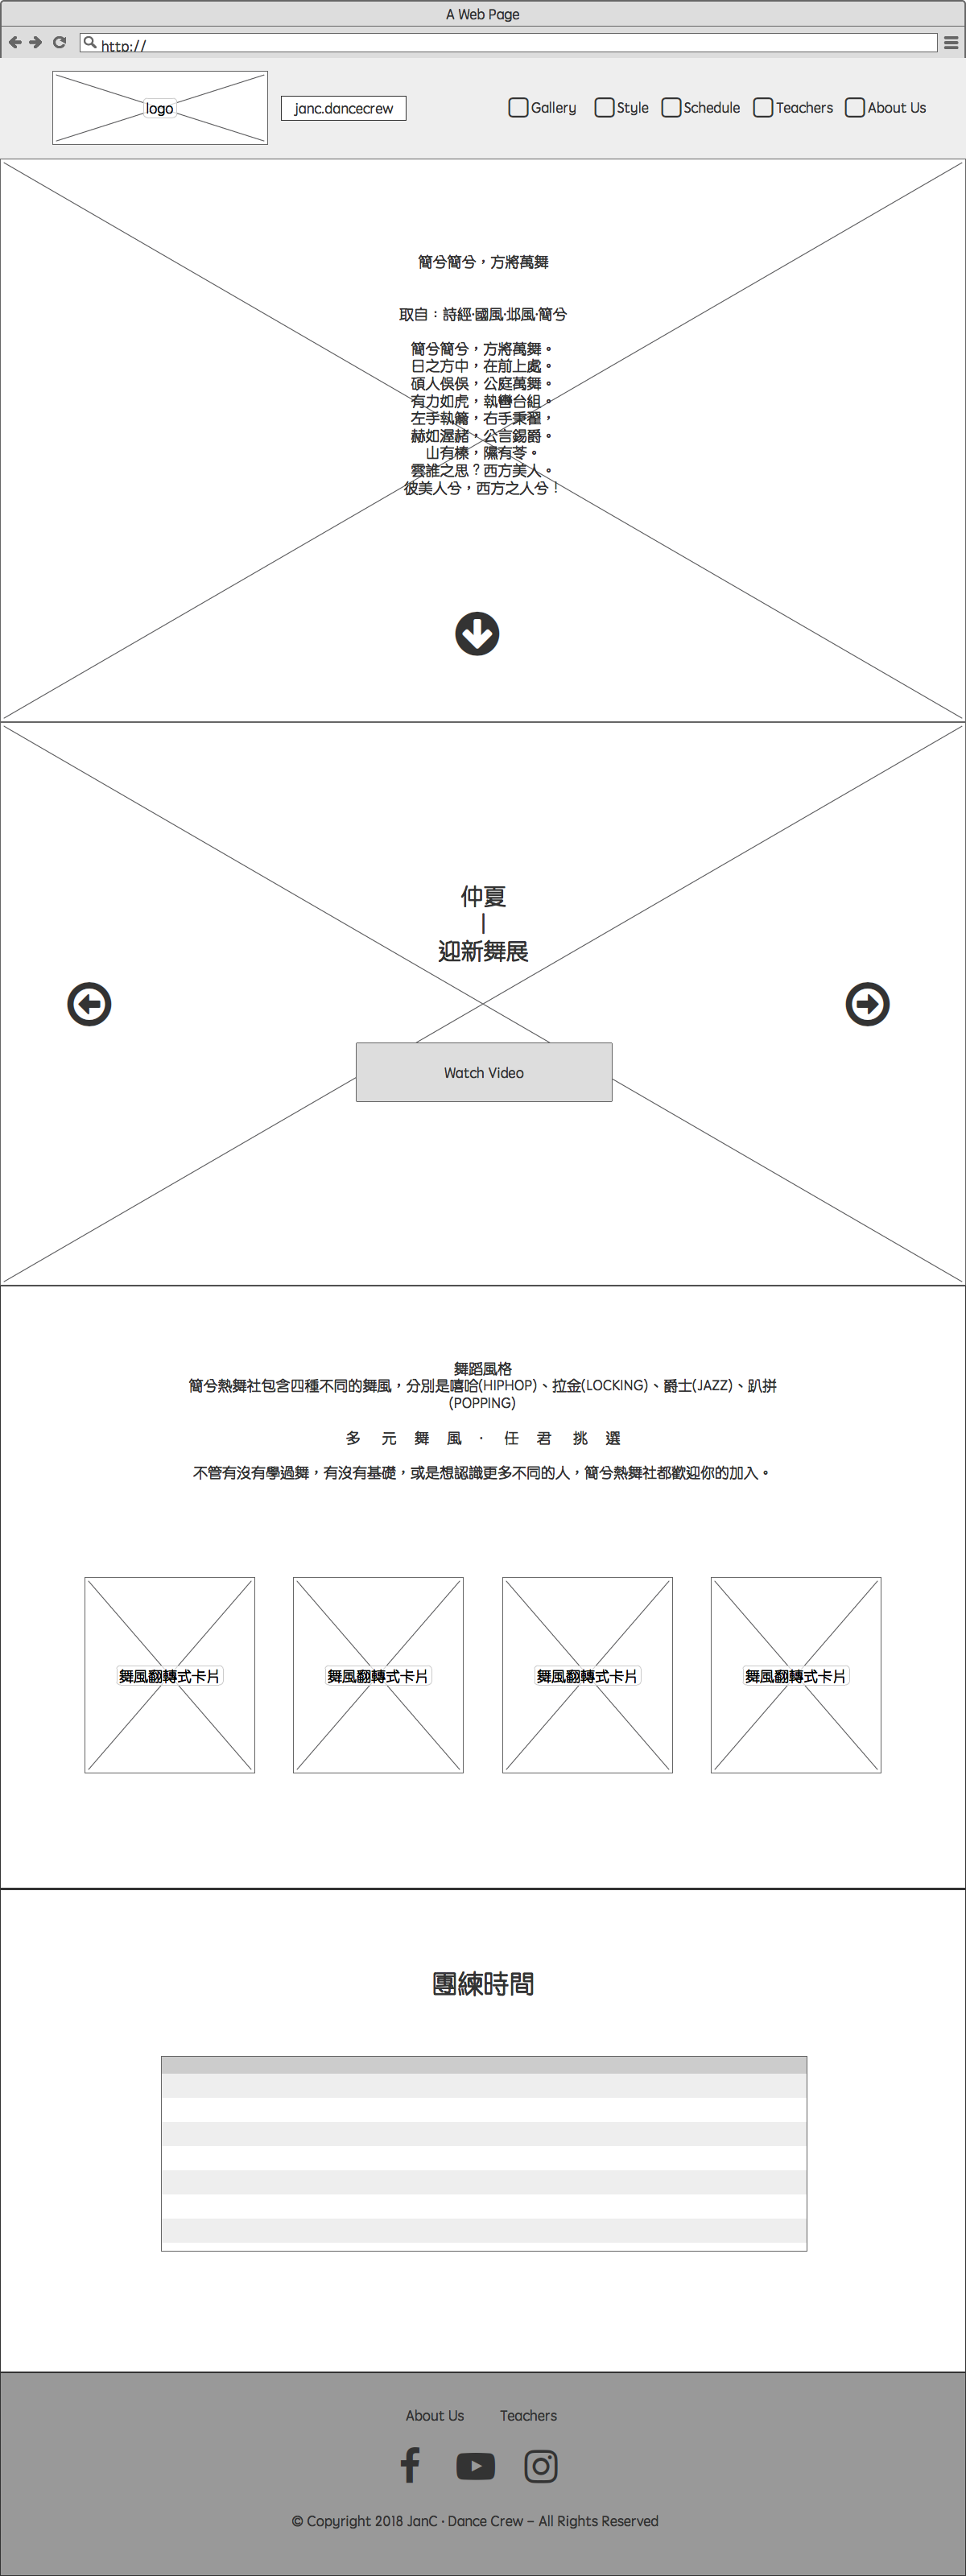 A Web Page
http://
logo
janc.dancecrew
Gallery
Style
Schedule
Teachers
About Us
簡兮簡兮，方將萬舞
取自：詩經·國風·邶風·簡兮
簡兮簡兮，方將萬舞。
日之方中，在前上處。
碩人俁俁，公庭萬舞。
有力如虎，執轡台組。
左手執籥，右手秉翟，
赫如渥赭，公言錫爵。
山有榛，隰有苓。
雲誰之思？西方美人。
彼美人兮，西方之人兮！
仲夏
|
迎新舞展
Watch Video
舞蹈風格
簡兮熱舞社包含四種不同的舞風，分別是嘻哈(HIPHOP)、拉金(LOCKING)、爵士(JAZZ)、趴拼
(POPPING)
多 元 舞 風 · 任 君 挑 選
不管有沒有學過舞，有沒有基礎，或是想認識更多不同的人，簡兮熱舞社都歡迎你的加入。
舞風翻轉式卡片
舞風翻轉式卡片
舞風翻轉式卡片
舞風翻轉式卡片
團練時間
About Us
Teachers
© Copyright 2018 JanC · Dance Crew – All Rights Reserved